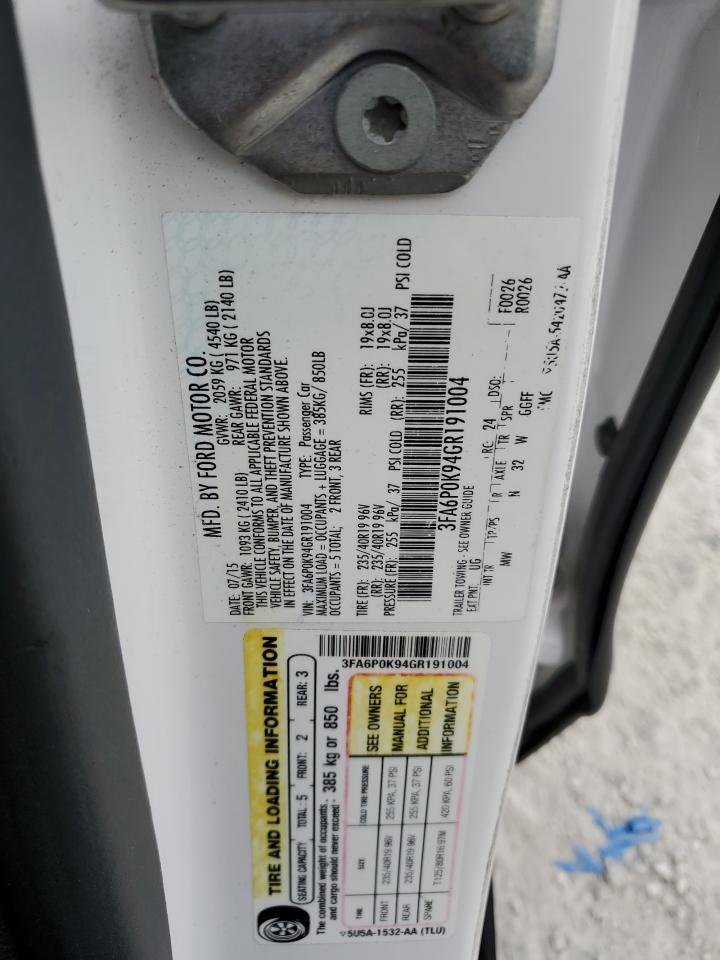 MFD. BY FORD MOTOR CO.
DATE: 07/15
GVWR: 2059 KG ( 4540 LB)
FRONT GAWR: 1093 KG ( 2410 LB)
REAR GAWR: 971 KG ( 2140 LB)
THIS VEHICLE CONFORMS TO ALL APPLICABLE FEDERAL MOTOR
VEHICLE SAFETY, BUMPER, AND THEFT PREVENTION STANDARDS
IN EFFECT ON THE DATE OF MANUFACTURE SHOWN ABOVE.
VIN: 3FA6P0K94GR191004 TYPE: Passenger Car
MAXIMUM LOAD = OCCUPANTS + LUGGAGE = 385KG/ 850LB
OCCUPANTS = 5 TOTAL; 2 FRONT, 3 REAR
TIRE (FR): 235/40R19 96V RIMS (FR): 19x8.0J
(RR): 235/40R19 96V (RR): 19x8.0J
PRESSURE (FR): 255 kPa/ 37 PSI COLD (RR): 255 kPa/ 37 PSI COLD
3FA6P0K94GR191004
TRAILER TOWING - SEE OWNER GUIDE
EXT PNT: UG RC: 24 DSO: F0026
R0026
INT TR TP/PS R AXLE TR SPR
MW N 32 W GGFF
TIRE AND LOADING INFORMATION
SEATING CAPACITY TOTAL: 5 FRONT: 2 REAR: 3
The combined weight of occupants
and cargo should never exceed: 385 kg or 850 lbs.
3FA6P0K94GR191004
TIRE SIZE COLD TIRE PRESSURE
FRONT 235/40R19 96V 255 KPA, 37 PSI
REAR 235/40R19 96V 255 KPA, 37 PSI
SPARE T125/80R16 97M 420 KPA, 60 PSI
SEE OWNERS
MANUAL FOR
ADDITIONAL
INFORMATION
5U5A-1532-AA (TLU)